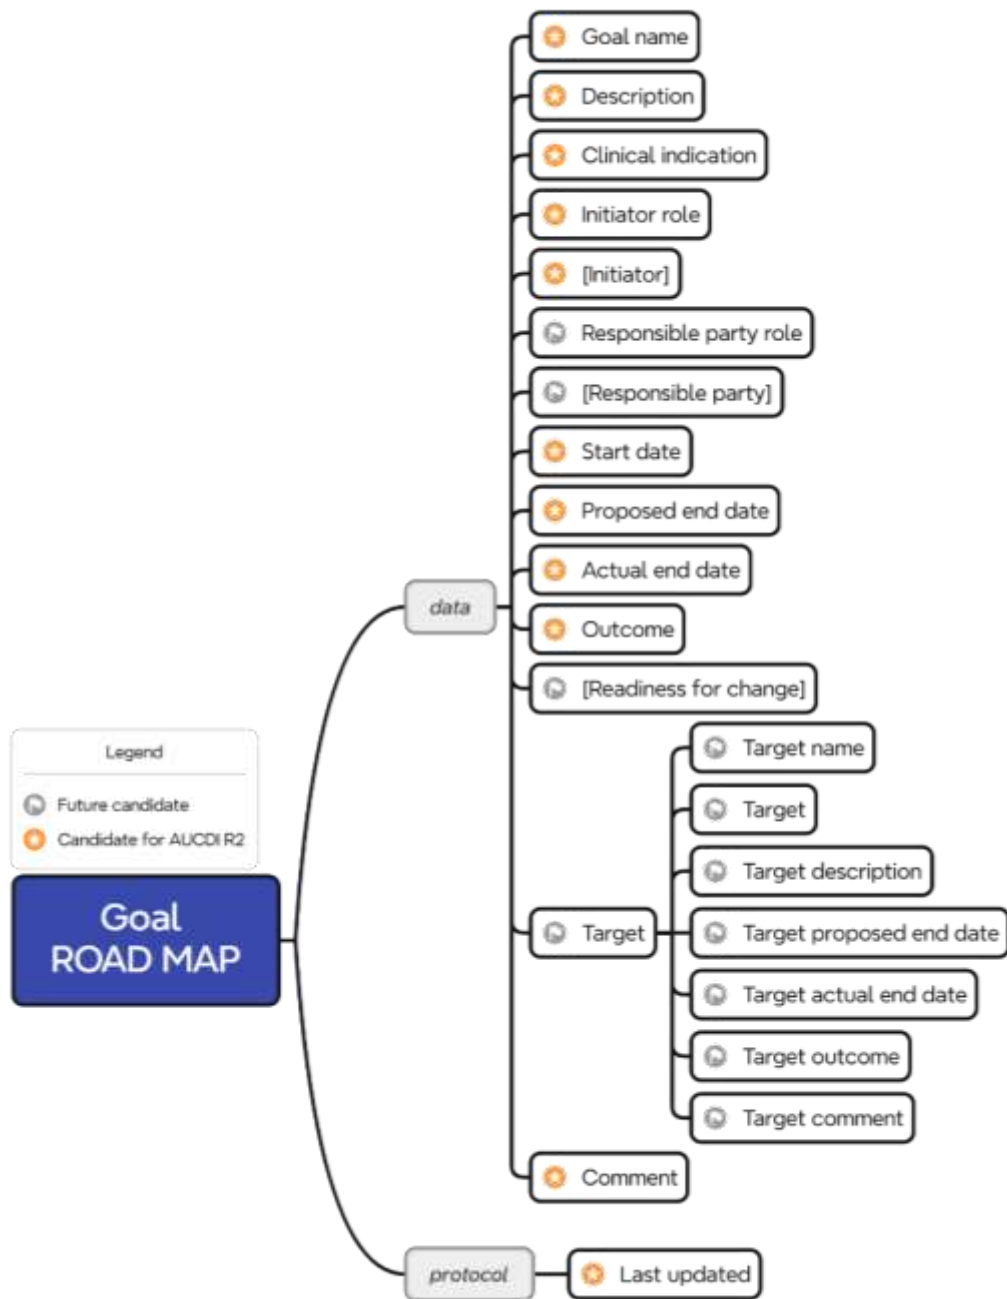 Goal name
Description
Clinical indication
Initiator role
[Initiator]
Responsible party role
[Responsible party]
Start date
Proposed end date
Actual end date
data
Outcome
[Readiness for change]
Legend
Future candidate
Candidate for AUCDI R2
Goal
ROAD MAP
Target name
Target
Target description
Target
Target proposed end date
Target actual end date
Target outcome
Target comment
Comment
protocol
Last updated